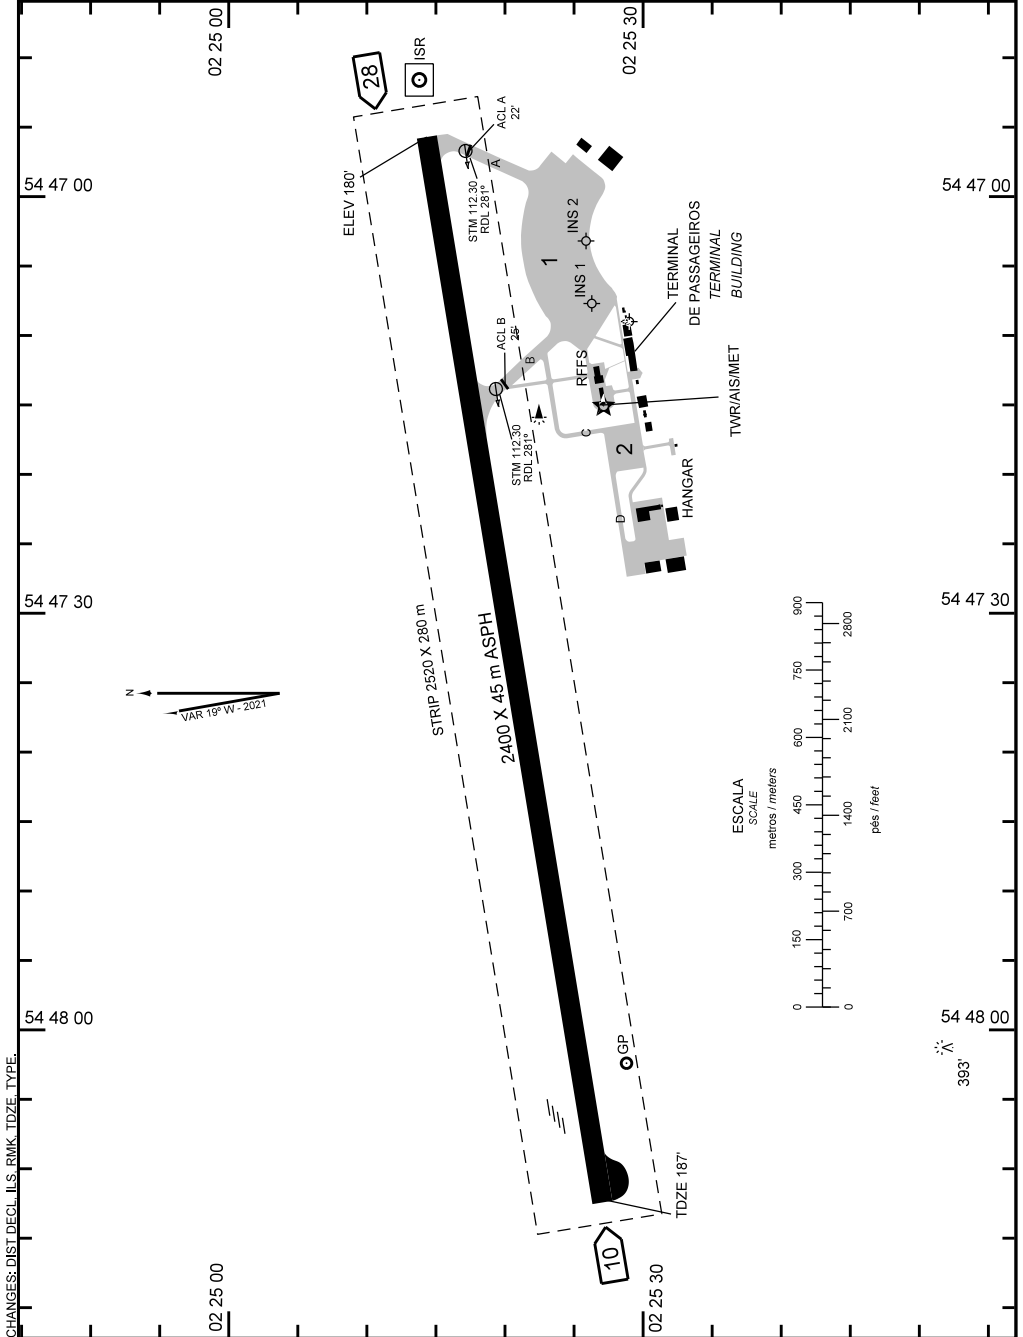 02 25 00
02 25 30
28
ISR
54 47 00
54 47 00
ELEV 180'
ACL A
22'
A
STM 112.30
RDL 281º
INS 2
1
INS 1
TERMINAL
DE PASSAGEIROS
TERMINAL
BUILDING
ACL B
25'
B
RFFS
STM 112.30
RDL 281º
C
2
TWR/AIS/MET
D
HANGAR
54 47 30
54 47 30
STRIP 2520 X 280 m
2400 X 45 m ASPH
N
VAR 19º W - 2021
ESCALA
SCALE
metros / meters
0 150 300 450 600 750 900
0 700 1400 2100 2800
pés / feet
54 48 00
54 48 00
GP
393'
TDZE 187'
10
02 25 00
02 25 30
CHANGES: DIST DECL, ILS, RMK, TDZE, TYPE.